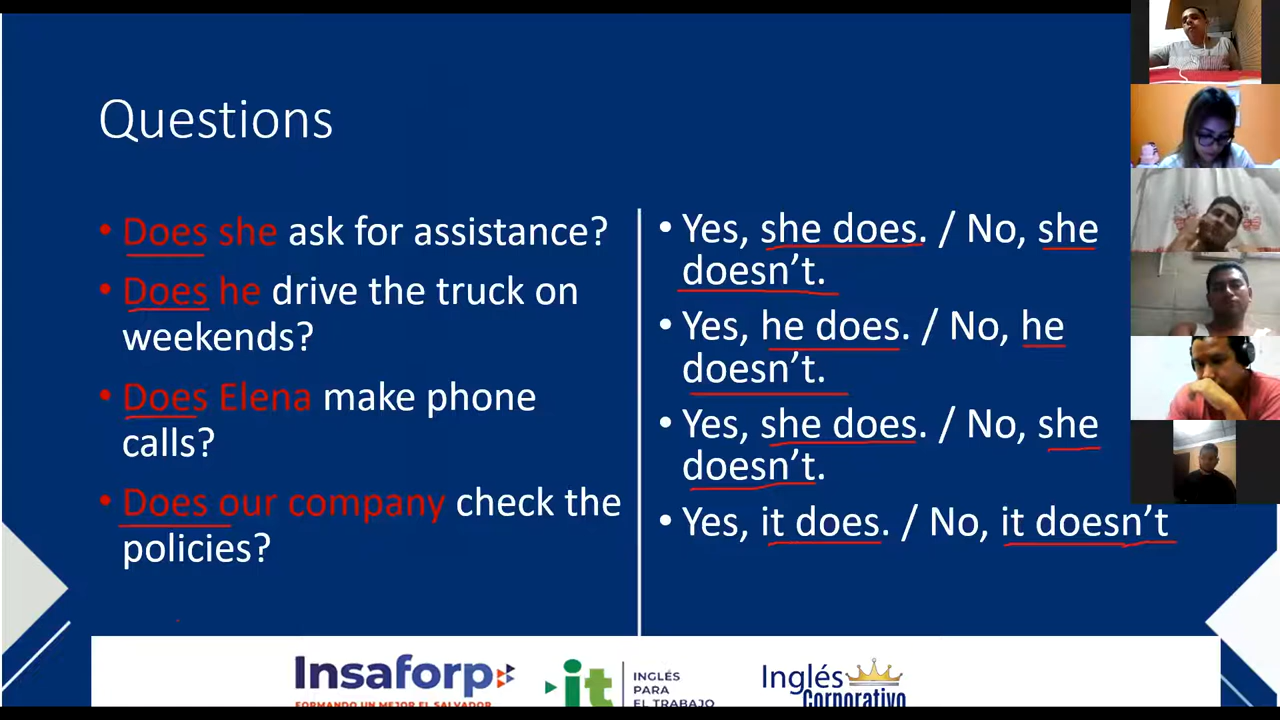 Questions
• Does she ask for assistance?
• Does he drive the truck on
weekends?
• Does Elena make phone
calls?
• Does our company check the
policies?
• Yes, she does. / No, she
doesn’t.
• Yes, he does. / No, he
doesn’t.
• Yes, she does. / No, she
doesn’t.
• Yes, it does. / No, it doesn’t
Insaforp
FORMANDO UN MEJOR EL SALVADOR
it
INGLÉS
PARA
EL TRABAJO
Inglés
Corporativo